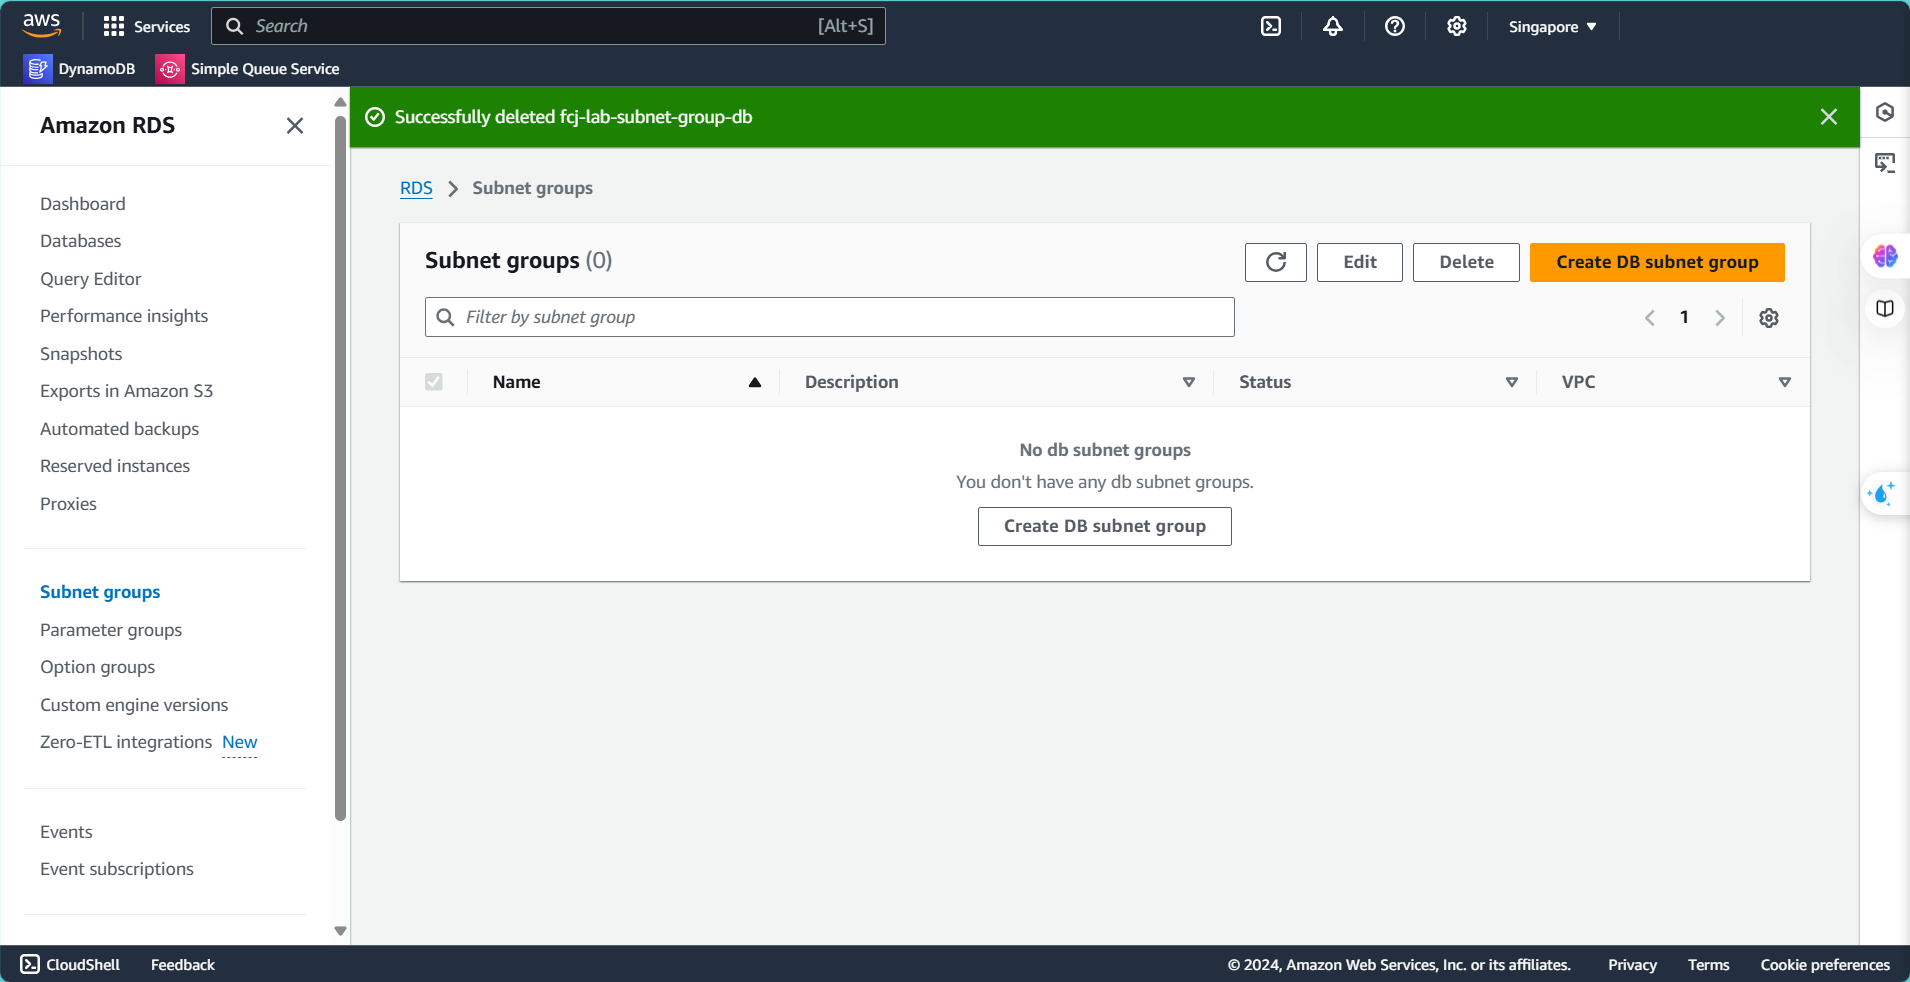 aws
Services
Search
[Alt+S]
Singapore
DynamoDB
Simple Queue Service
Amazon RDS
Dashboard
Databases
Query Editor
Performance insights
Snapshots
Exports in Amazon S3
Automated backups
Reserved instances
Proxies
Subnet groups
Parameter groups
Option groups
Custom engine versions
Zero-ETL integrations New
Events
Event subscriptions
Successfully deleted fcj-lab-subnet-group-db
RDS
Subnet groups
Subnet groups (0)
Edit
Delete
Create DB subnet group
Filter by subnet group
1
Name
Description
Status
VPC
No db subnet groups
You don't have any db subnet groups.
Create DB subnet group
CloudShell
Feedback
© 2024, Amazon Web Services, Inc. or its affiliates.
Privacy
Terms
Cookie preferences